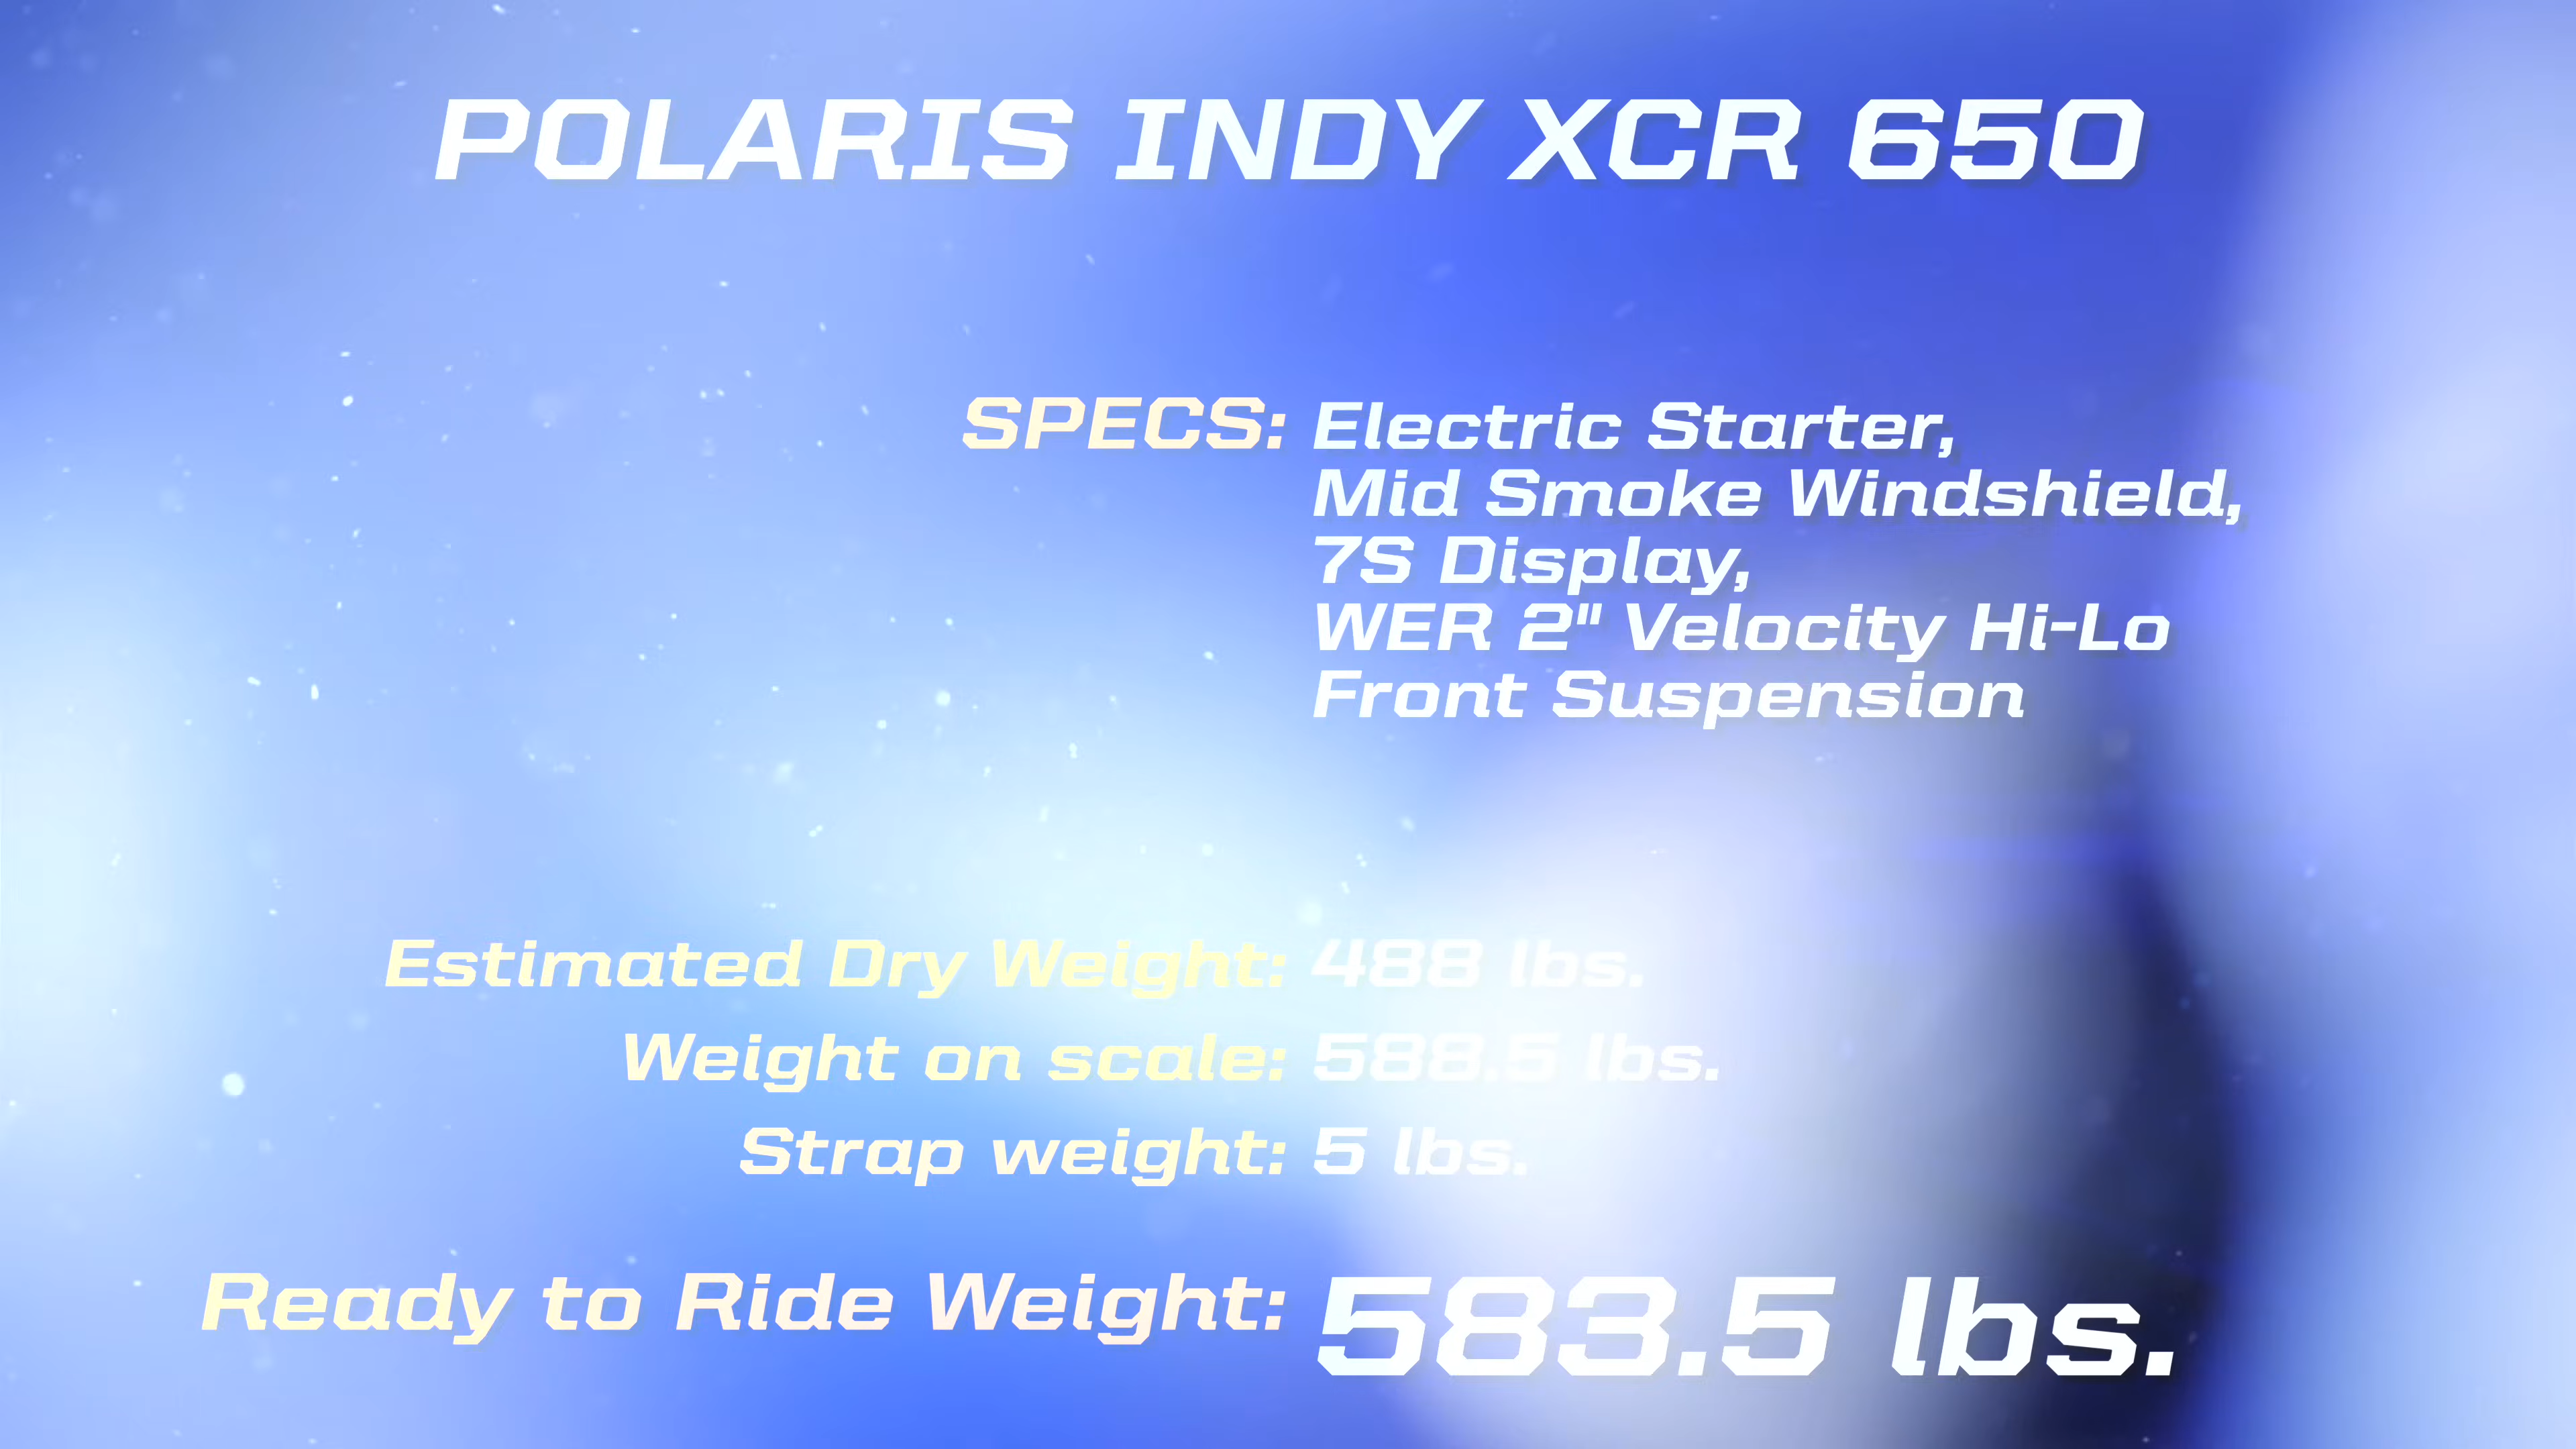 POLARIS INDY XCR 650
SPECS: Electric Starter,
Mid Smoke Windshield,
7S Display,
WER 2" Velocity Hi-Lo
Front Suspension
Estimated Dry Weight: 488 lbs.
Weight on scale: 588.5 lbs.
Strap weight: 5 lbs.
Ready to Ride Weight: 583.5 lbs.